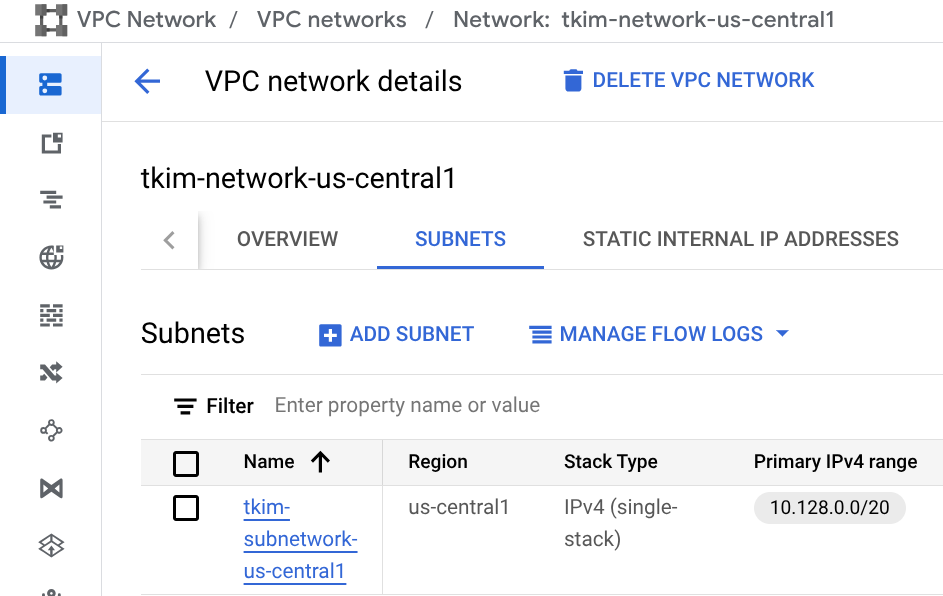 VPC Network / VPC networks / Network: tkim-network-us-central1
VPC network details DELETE VPC NETWORK
tkim-network-us-central1
OVERVIEW SUBNETS STATIC INTERNAL IP ADDRESSES
Subnets ADD SUBNET MANAGE FLOW LOGS
Filter Enter property name or value
Name Region Stack Type Primary IPv4 range
tkim- us-central1 IPv4 (single- 10.128.0.0/20
subnetwork- stack)
us-central1